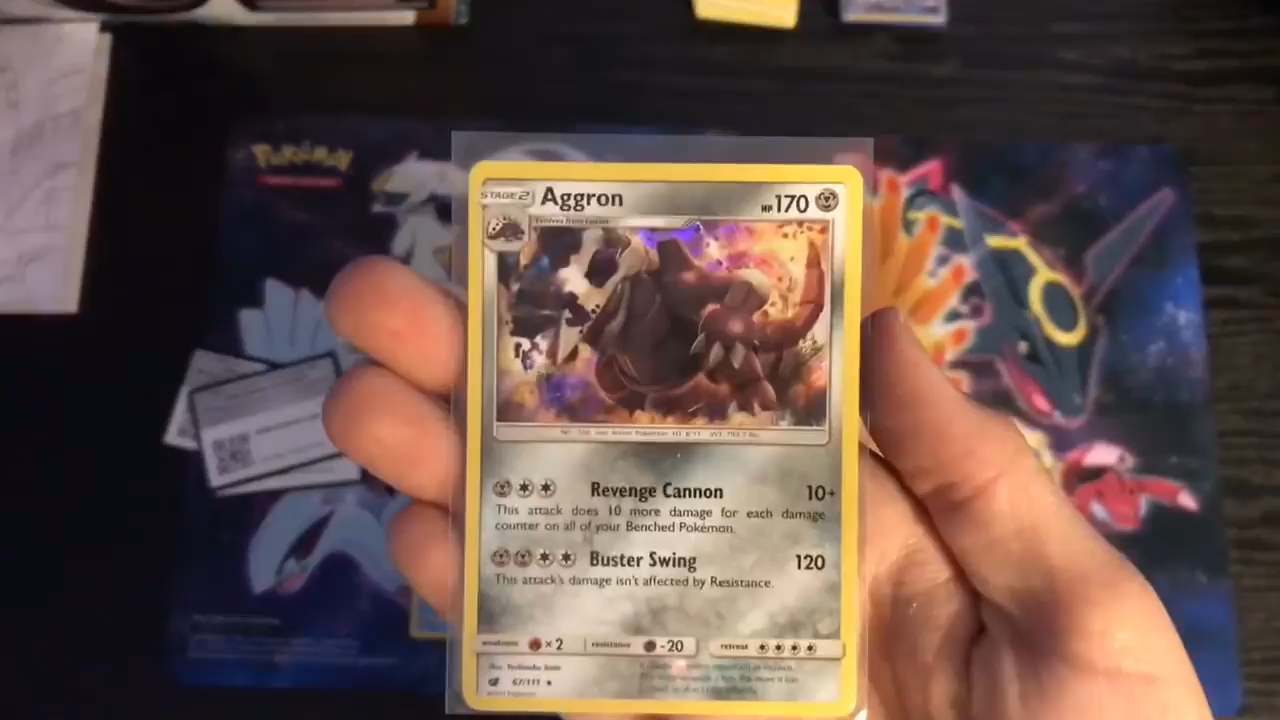 Pokémon
STAGE 2 Aggron HP 170
Evolves from Lairon
Revenge Cannon 10+
This attack does 10 more damage for each damage
counter on all of your Benched Pokémon.
Buster Swing 120
This attack's damage isn't affected by Resistance.
weakness ×2 resistance -20 retreat
67/111